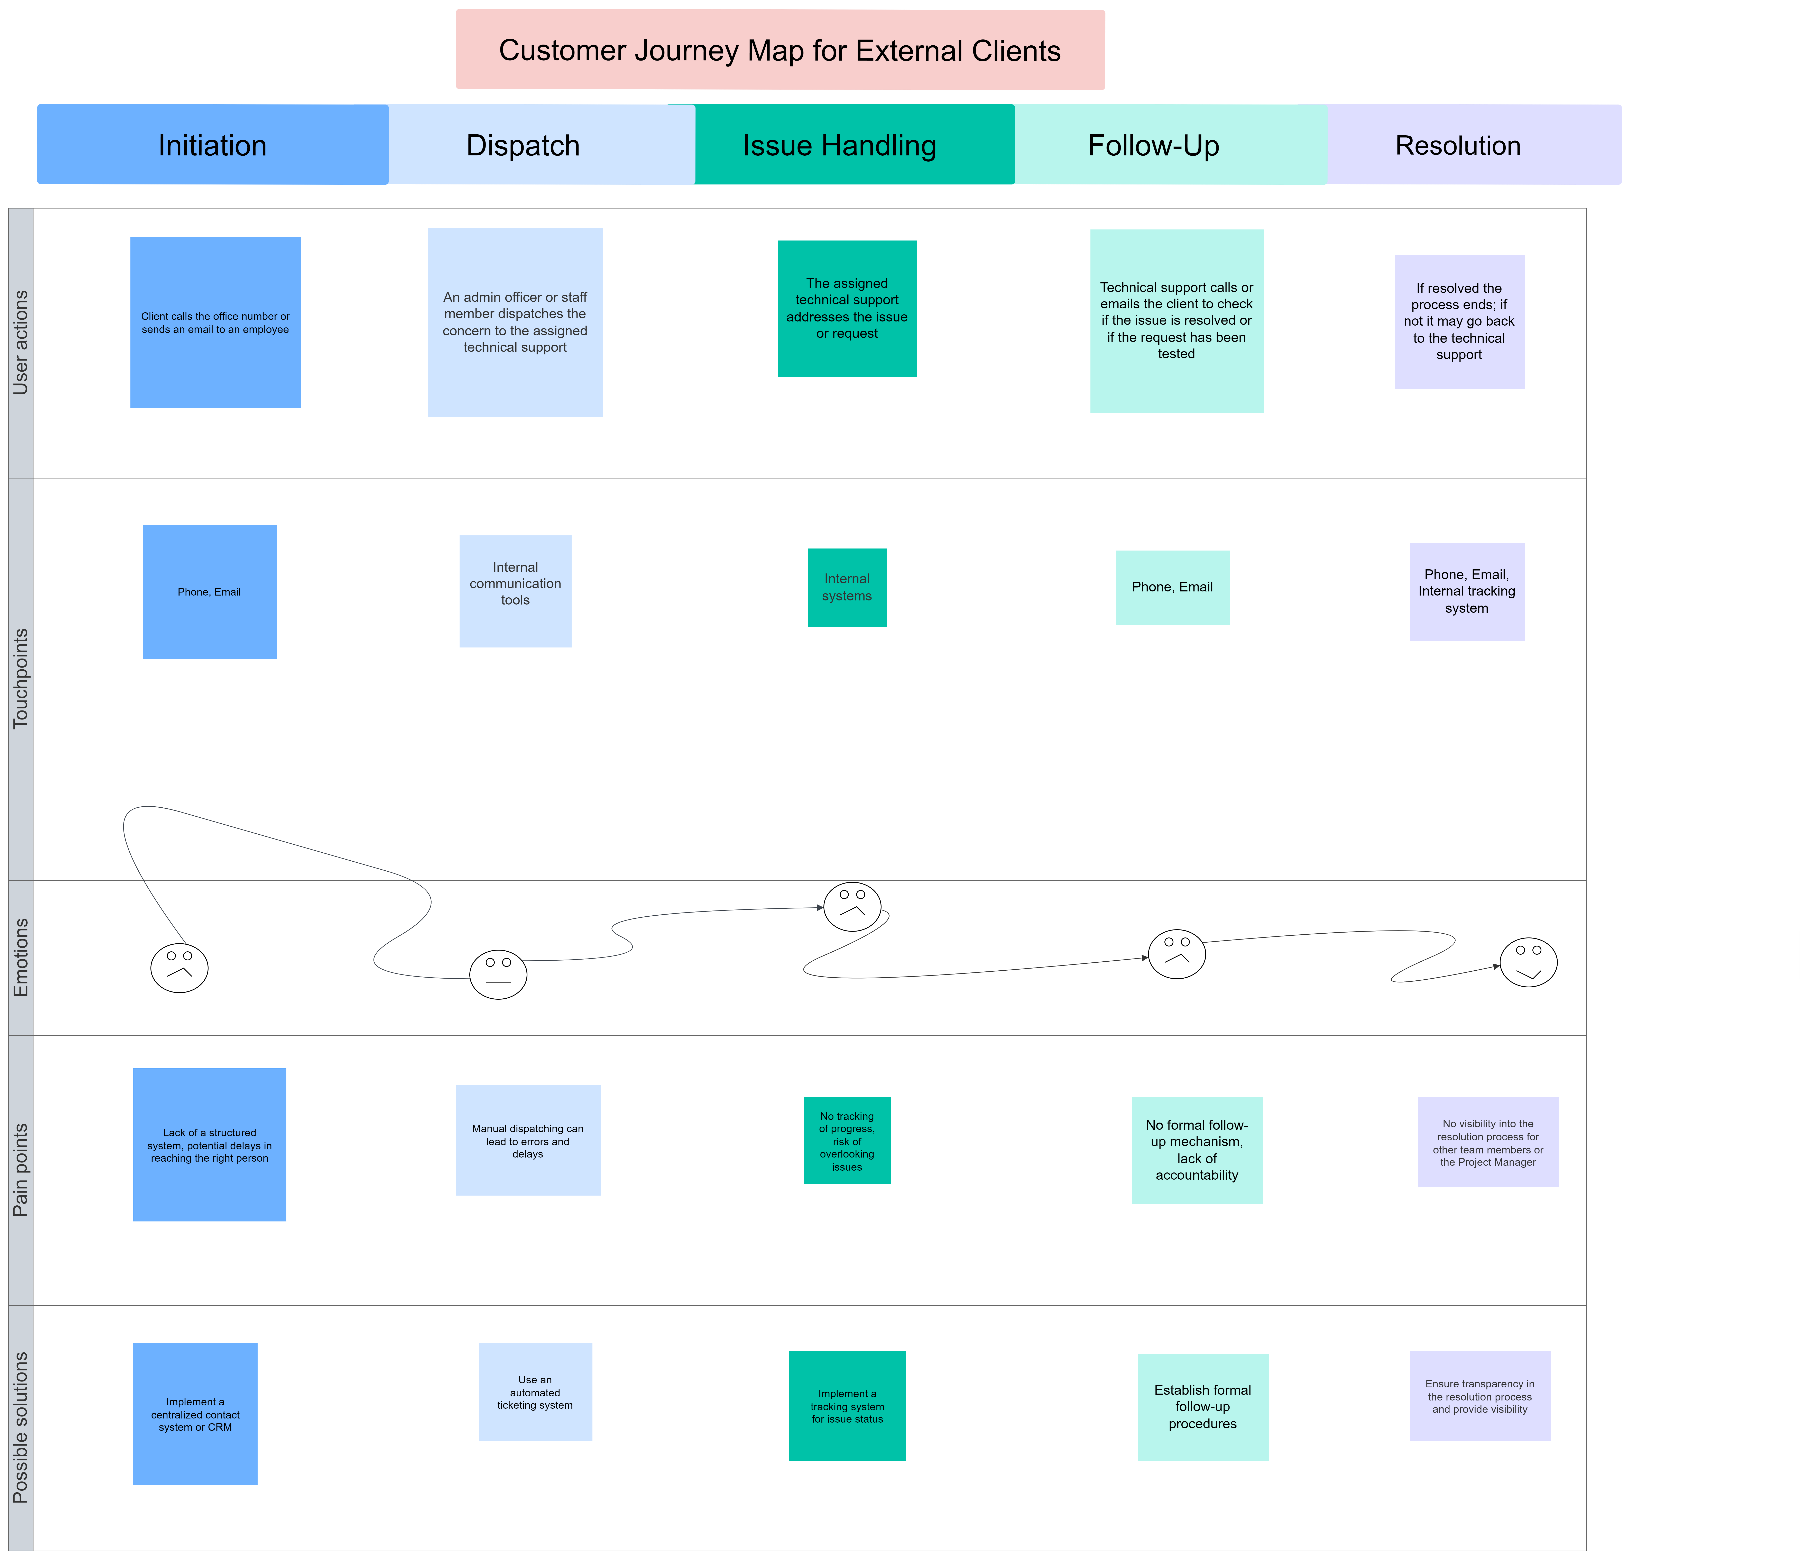 Customer Journey Map for External Clients
Initiation
Dispatch
Issue Handling
Follow-Up
Resolution
User actions
Client calls the office number or
sends an email to an employee
An admin officer or staff
member dispatches the
concern to the assigned
technical support
The assigned
technical support
addresses the issue
or request
Technical support calls or
emails the client to check
if the issue is resolved or
if the request has been
tested
If resolved the
process ends; if
not it may go back
to the technical
support
Touchpoints
Phone, Email
Internal
communication
tools
Internal
systems
Phone, Email
Phone, Email,
Internal tracking
system
Emotions
Pain points
Lack of a structured
system, potential delays in
reaching the right person
Manual dispatching can
lead to errors and
delays
No tracking
of progress,
risk of
overlooking
issues
No formal follow-
up mechanism,
lack of
accountability
No visibility into the
resolution process for
other team members or
the Project Manager
Possible solutions
Implement a
centralized contact
system or CRM
Use an
automated
ticketing system
Implement a
tracking system
for issue status
Establish formal
follow-up
procedures
Ensure transparency in
the resolution process
and provide visibility